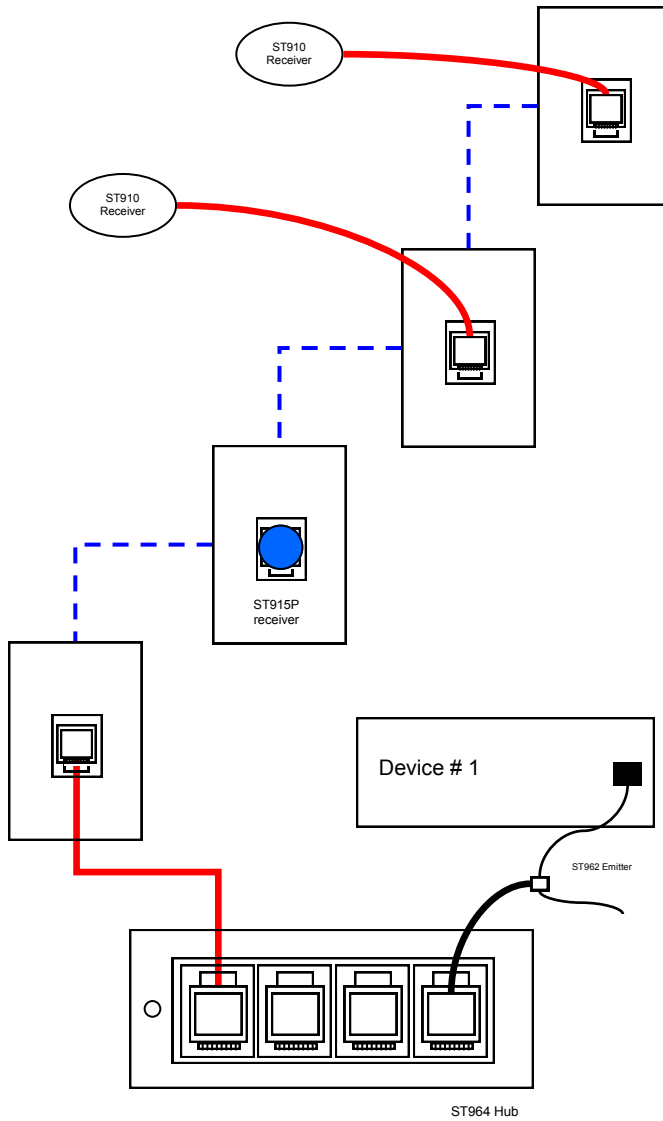 ST910
Receiver
ST910
Receiver
ST915P
receiver
Device # 1
ST962 Emitter
ST964 Hub